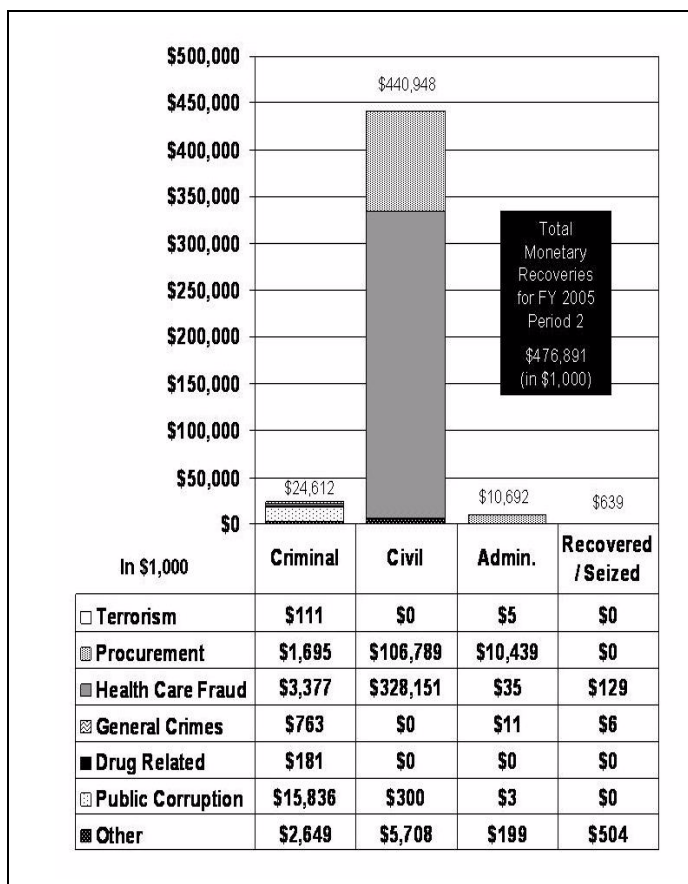 $500,000
$450,000
$400,000
$350,000
$300,000
$250,000
$200,000
$150,000
$100,000
$50,000
$0
$440,948
Total
Monetary
Recoveries
for FY 2005
Period 2
$476,891
(in $1,000)
$24,612
$10,692
$639
In $1,000 Criminal Civil Admin. Recovered
/ Seized
Terrorism $111 $0 $5 $0
Procurement $1,695 $106,789 $10,439 $0
Health Care Fraud $3,377 $328,151 $35 $129
General Crimes $763 $0 $11 $6
Drug Related $181 $0 $0 $0
Public Corruption $15,836 $300 $3 $0
Other $2,649 $5,708 $199 $504